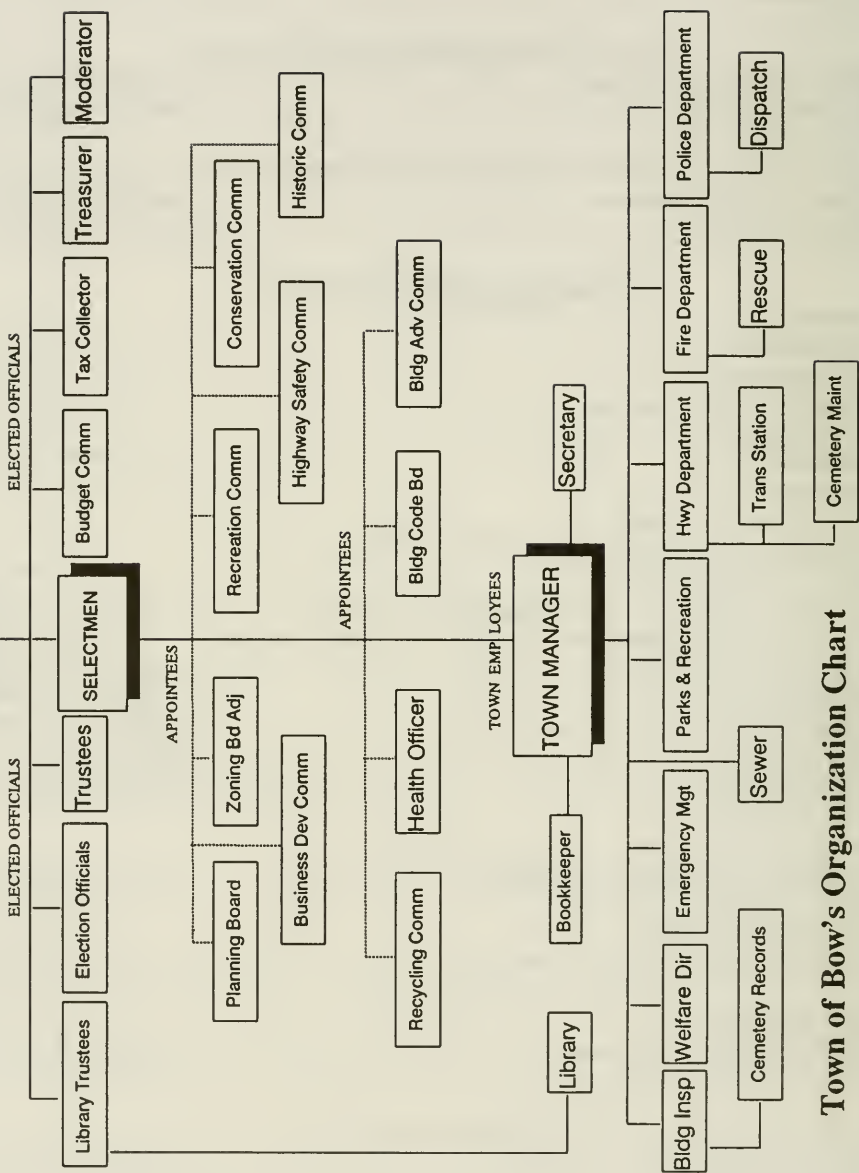 ELECTED OFFICIALS
ELECTED OFFICIALS
Library Trustees
Election Officials
Trustees
SELECTMEN
Budget Comm
Tax Collector
Treasurer
Moderator
APPOINTEES
Planning Board
Zoning Bd Adj
Recreation Comm
Conservation Comm
Business Dev Comm
Highway Safety Comm
Historic Comm
APPOINTEES
Recycling Comm
Health Officer
Bldg Code Bd
Bldg Adv Comm
TOWN EMPLOYEES
Library
Bookkeeper
TOWN MANAGER
Secretary
Bldg Insp
Welfare Dir
Emergency Mgt
Parks & Recreation
Hwy Department
Fire Department
Police Department
Cemetery Records
Sewer
Trans Station
Rescue
Dispatch
Cemetery Maint
Town of Bow's Organization Chart